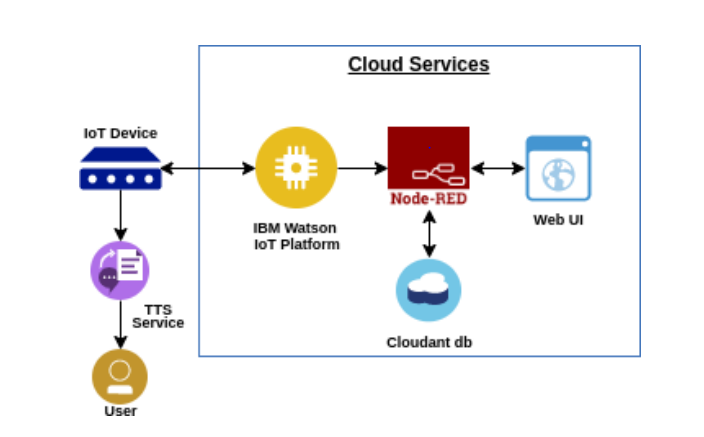 Cloud Services
IoT Device
IBM Watson
IoT Platform
Node-RED
Web UI
TTS
Service
Cloudant db
User